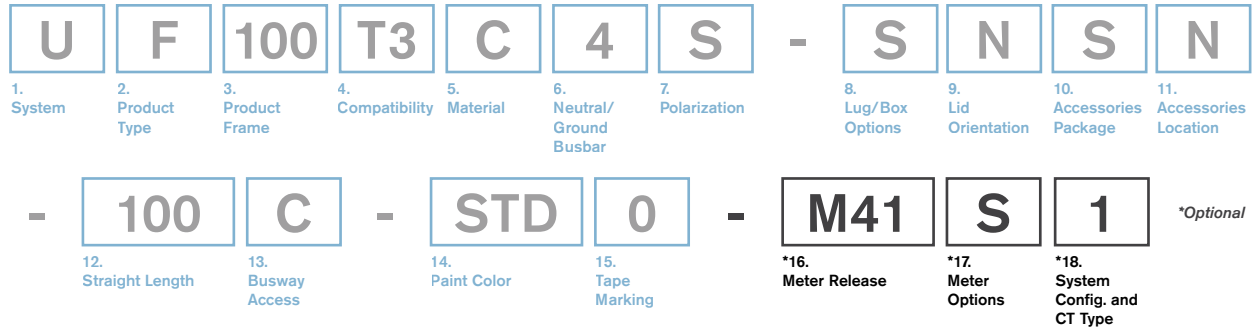 U F 100 T3 C 4 S - S N S N
1. System
2. Product Type
3. Product Frame
4. Compatibility
5. Material
6. Neutral/ Ground Busbar
7. Polarization
8. Lug/Box Options
9. Lid Orientation
10. Accessories Package
11. Accessories Location
- 100 C - STD 0 - M41 S 1 *Optional
12. Straight Length
13. Busway Access
14. Paint Color
15. Tape Marking
*16. Meter Release
*17. Meter Options
*18. System Config. and CT Type